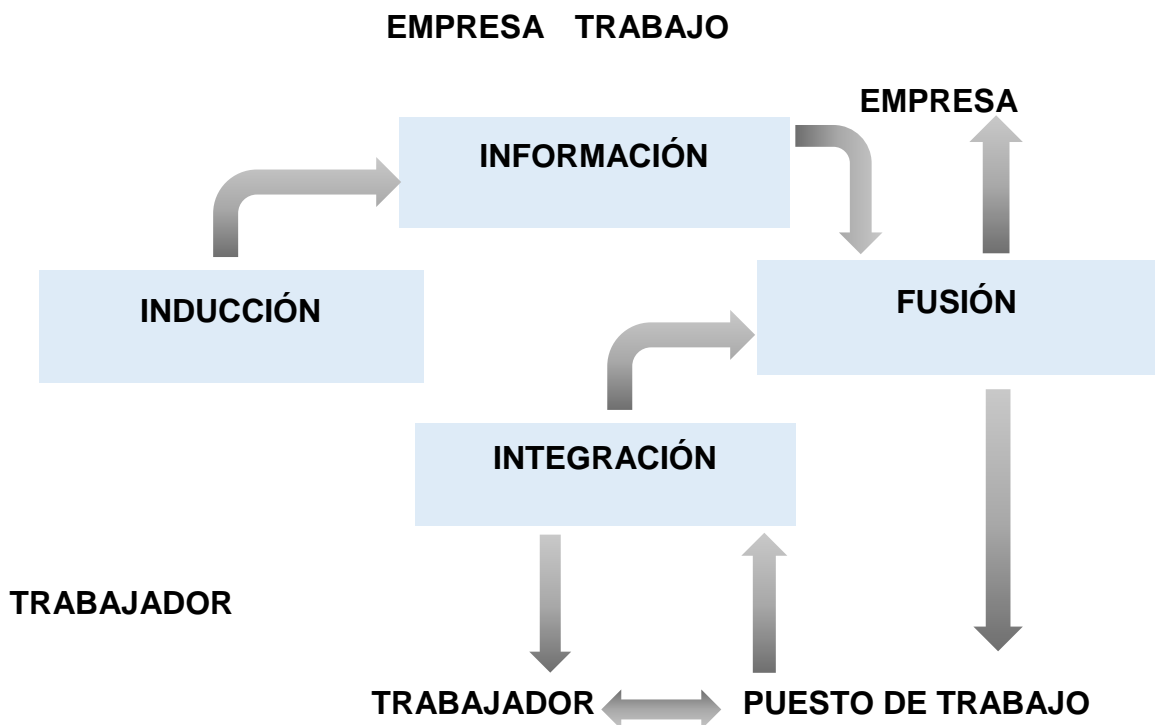 EMPRESA TRABAJO
EMPRESA
INFORMACIÓN
INDUCCIÓN
FUSIÓN
INTEGRACIÓN
TRABAJADOR
TRABAJADOR
PUESTO DE TRABAJO